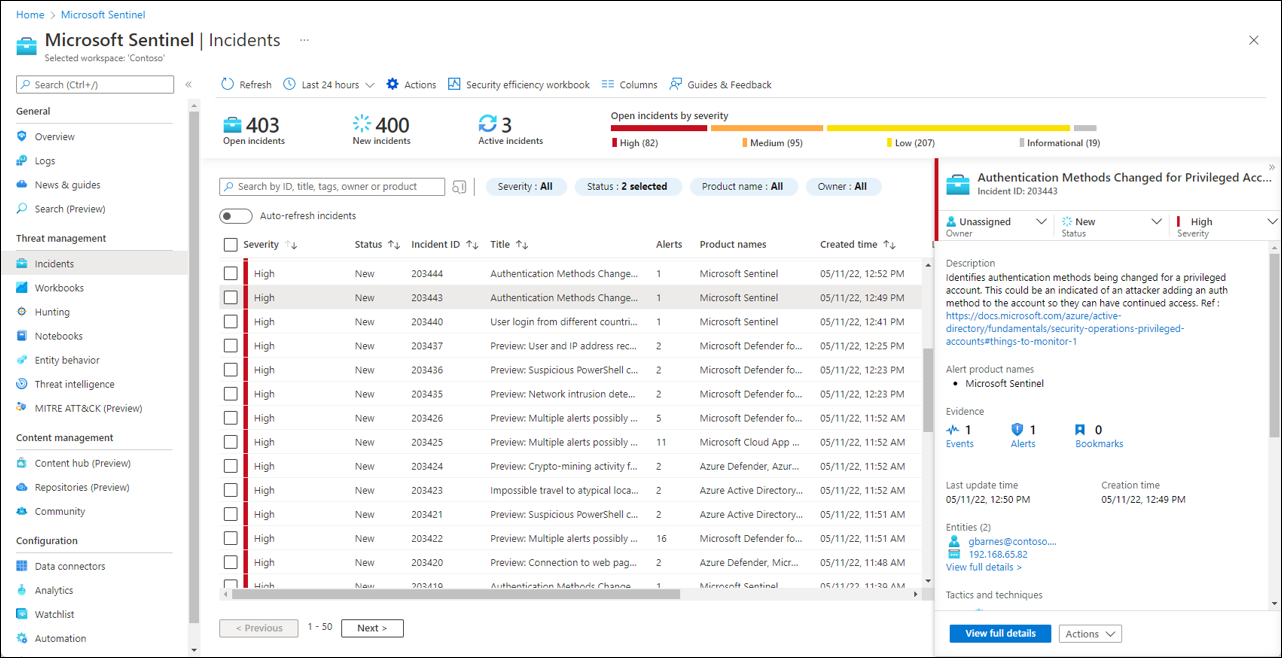 Home > Microsoft Sentinel
Microsoft Sentinel | Incidents ...
Selected workspace: 'Contoso'
Search (Ctrl+/)
«
General
Overview
Logs
News & guides
Search (Preview)
Threat management
Incidents
Workbooks
Hunting
Notebooks
Entity behavior
Threat intelligence
MITRE ATT&CK (Preview)
Content management
Content hub (Preview)
Repositories (Preview)
Community
Configuration
Data connectors
Analytics
Watchlist
Automation
Refresh Last 24 hours Actions Security efficiency workbook Columns Guides & Feedback
403 Open incidents
400 New incidents
3 Active incidents
Open incidents by severity
High (82) Medium (95) Low (207) Informational (19)
Search by ID, title, tags, owner or product
Severity : All Status : 2 selected Product name : All Owner : All
Auto-refresh incidents
Severity Status Incident ID Title Alerts Product names Created time
High New 203444 Authentication Methods Change... 1 Microsoft Sentinel 05/11/22, 12:52 PM
High New 203443 Authentication Methods Change... 1 Microsoft Sentinel 05/11/22, 12:49 PM
High New 203440 User login from different countri... 1 Microsoft Sentinel 05/11/22, 12:41 PM
High New 203437 Preview: User and IP address rec... 2 Microsoft Defender fo... 05/11/22, 12:25 PM
High New 203436 Preview: Suspicious PowerShell c... 2 Microsoft Defender fo... 05/11/22, 12:23 PM
High New 203435 Preview: Network intrusion dete... 2 Microsoft Defender fo... 05/11/22, 12:23 PM
High New 203426 Preview: Multiple alerts possibly ... 5 Microsoft Defender fo... 05/11/22, 11:52 AM
High New 203425 Preview: Multiple alerts possibly ... 11 Microsoft Cloud App ... 05/11/22, 11:52 AM
High New 203424 Preview: Crypto-mining activity f... 2 Azure Defender, Azur... 05/11/22, 11:52 AM
High New 203423 Impossible travel to atypical loca... 2 Azure Active Directory... 05/11/22, 11:52 AM
High New 203421 Preview: Suspicious PowerShell c... 2 Azure Active Directory... 05/11/22, 11:51 AM
High New 203422 Preview: Multiple alerts possibly ... 16 Microsoft Defender fo... 05/11/22, 11:51 AM
High New 203420 Preview: Connection to web pag... 2 Azure Defender, Micr... 05/11/22, 11:48 AM
High New 203419 Authentication Methods Change... 1 Microsoft Sentinel 05/11/22, 11:39 AM
< Previous 1 - 50 Next >
»
Authentication Methods Changed for Privileged Acc...
Incident ID: 203443
Unassigned New High
Owner Status Severity
Description
Identifies authentication methods being changed for a privileged
account. This could be an indicated of an attacker adding an auth
method to the account so they can have continued access. Ref :
https://docs.microsoft.com/azure/active-
directory/fundamentals/security-operations-privileged-
accounts#things-to-monitor-1
Alert product names
• Microsoft Sentinel
Evidence
1 1 0
Events Alerts Bookmarks
Last update time Creation time
05/11/22, 12:50 PM 05/11/22, 12:49 PM
Entities (2)
gbarnes@contoso....
192.168.65.82
View full details >
Tactics and techniques
View full details Actions